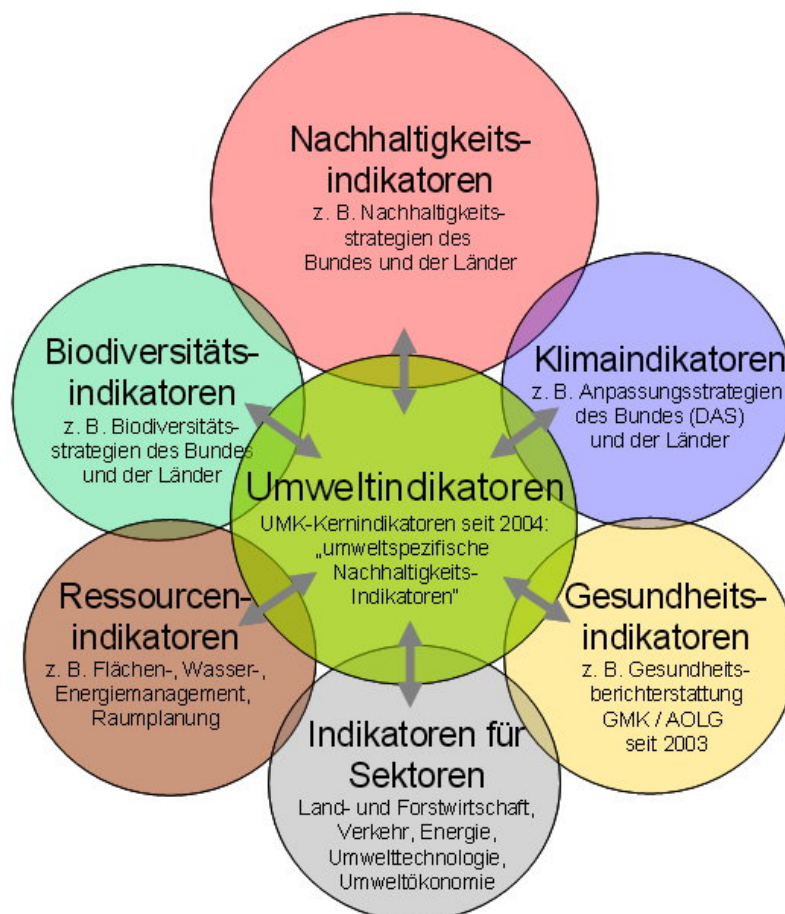 Nachhaltigkeits-
indikatoren
z. B. Nachhaltigkeits-
strategien des
Bundes und der Länder
Biodiversitäts-
indikatoren
z. B. Biodiversitäts-
strategien des Bundes
und der Länder
Klimaindikatoren
z. B. Anpassungsstrategien
des Bundes (DAS)
und der Länder
Umweltindikatoren
UMK-Kernindikatoren seit 2004:
„umweltspezifische
Nachhaltigkeits-
Indikatoren"
Ressourcen-
indikatoren
z. B. Flächen-, Wasser-,
Energiemanagement,
Raumplanung
Gesundheits-
indikatoren
z. B. Gesundheits-
berichterstattung
GMK / AOLG
seit 2003
Indikatoren für
Sektoren
Land- und Forstwirtschaft,
Verkehr, Energie,
Umwelttechnologie,
Umweltökonomie